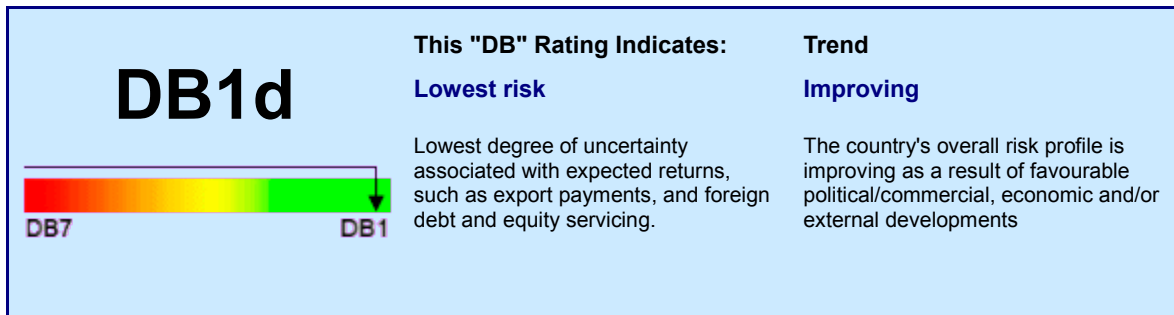 DB1d
DB7
DB1
This "DB" Rating Indicates:
Lowest risk
Lowest degree of uncertainty
associated with expected returns,
such as export payments, and foreign
debt and equity servicing.
Trend
Improving
The country's overall risk profile is
improving as a result of favourable
political/commercial, economic and/or
external developments